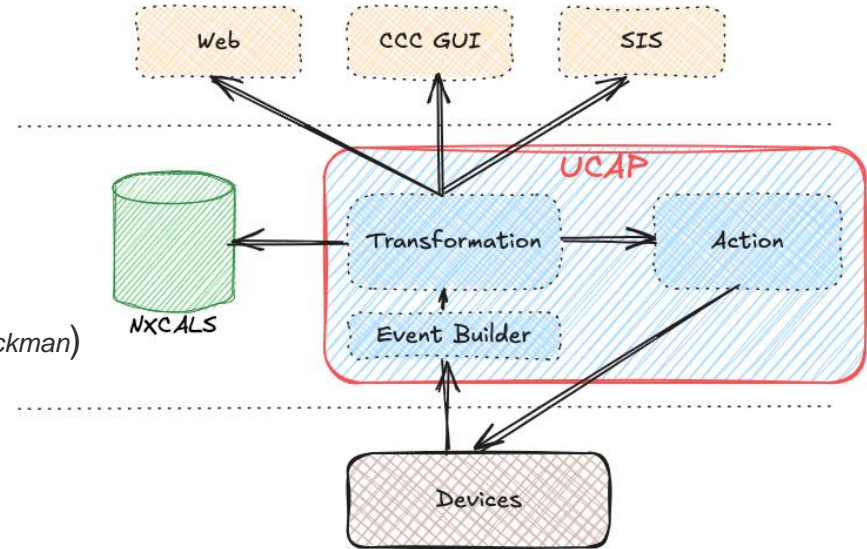 Web
CCC GUI
SIS
UCAP
Transformation
Action
NXCALS
ckman)
Event Builder
Devices